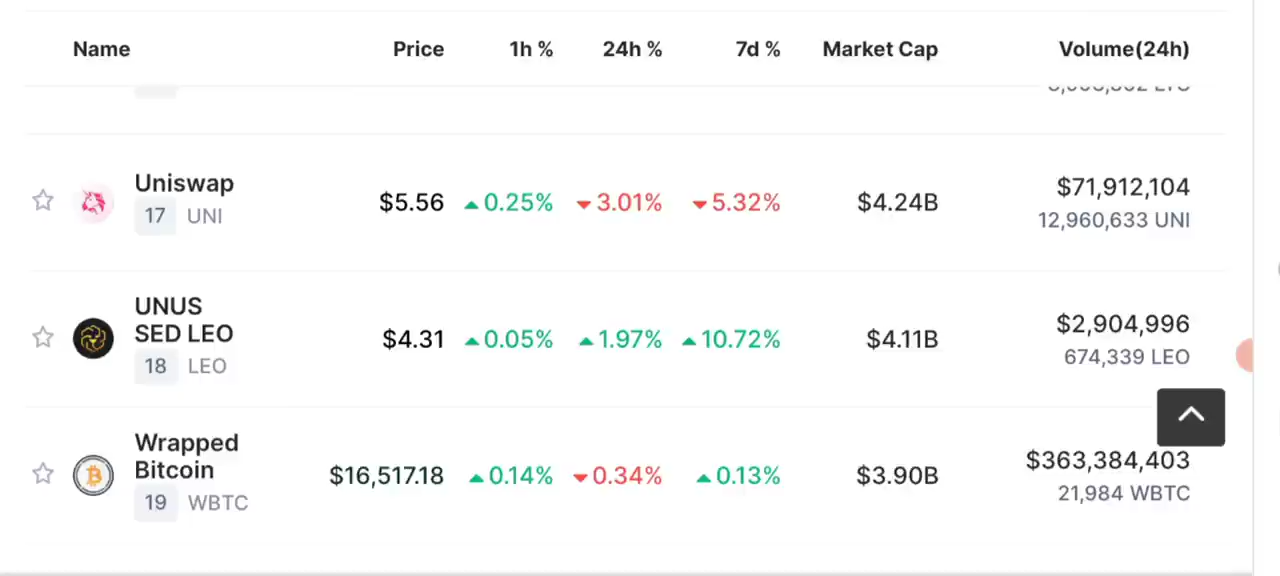 Name Price 1h % 24h % 7d % Market Cap Volume(24h)
Uniswap
17 UNI
$5.56 0.25% 3.01% 5.32% $4.24B
$71,912,104
12,960,633 UNI
UNUS
SED LEO
18 LEO
$4.31 0.05% 1.97% 10.72% $4.11B
$2,904,996
674,339 LEO
Wrapped
Bitcoin
19 WBTC
$16,517.18 0.14% 0.34% 0.13% $3.90B
$363,384,403
21,984 WBTC